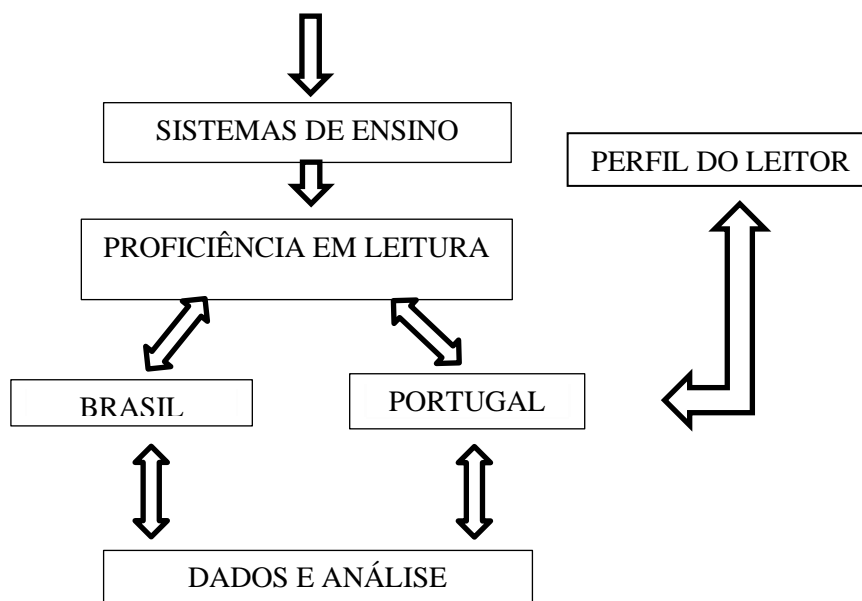 SISTEMAS DE ENSINO
PERFIL DO LEITOR
PROFICIÊNCIA EM LEITURA
BRASIL
PORTUGAL
DADOS E ANÁLISE